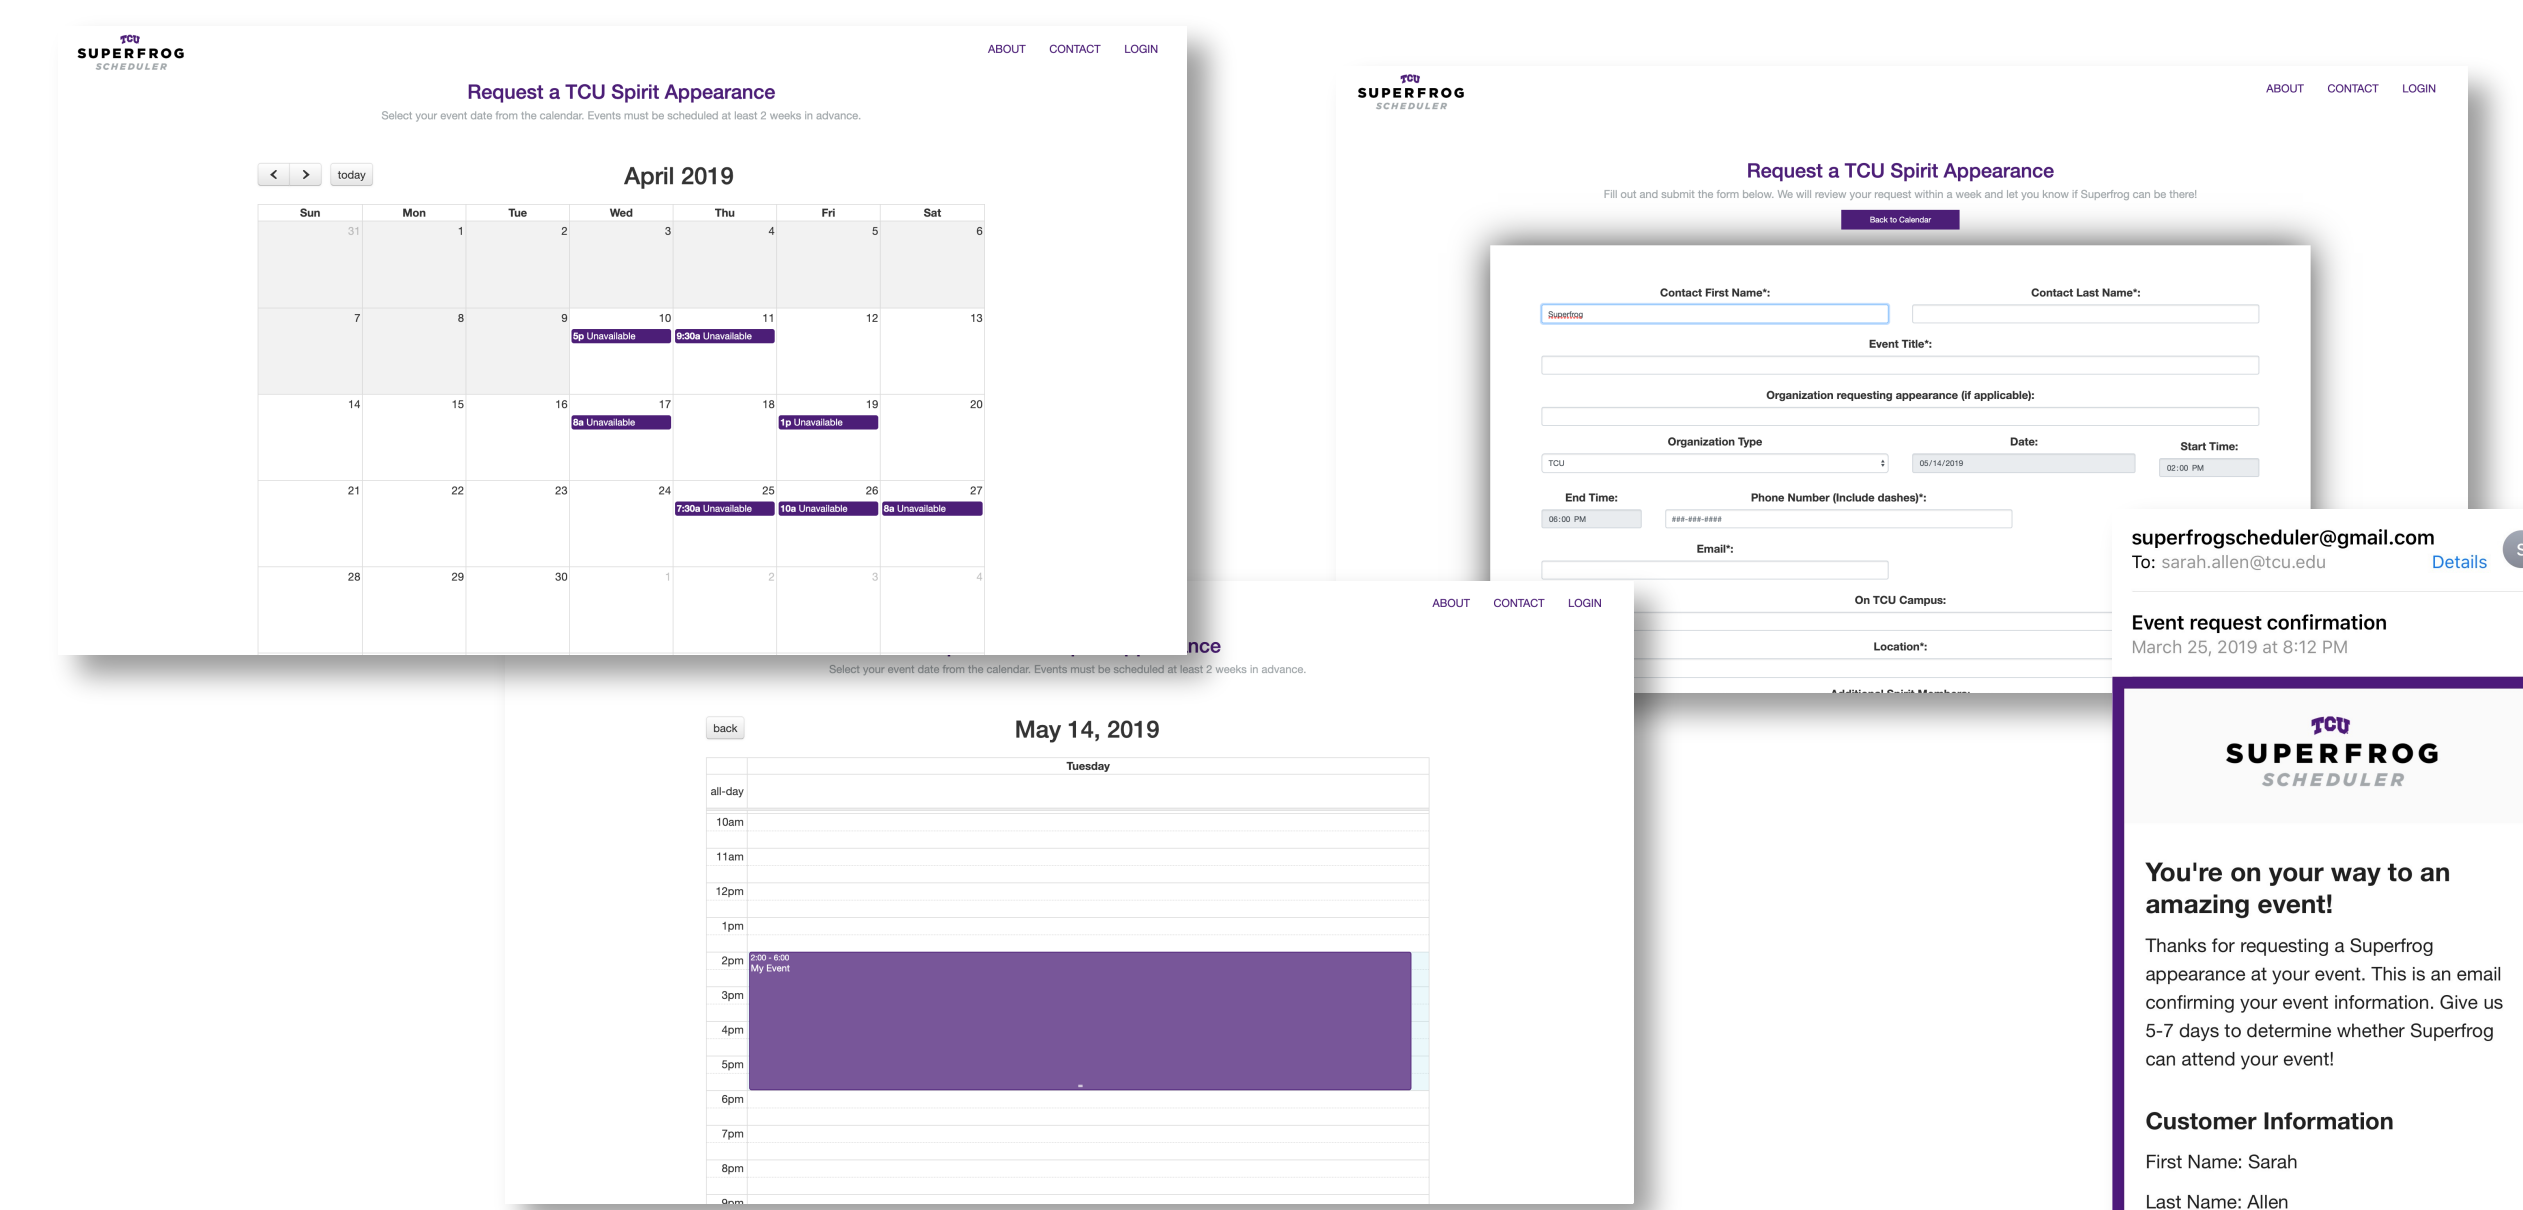 TCU
SUPERFROG
SCHEDULER
ABOUT CONTACT LOGIN
Request a TCU Spirit Appearance
Select your event date from the calendar. Events must be scheduled at least 2 weeks in advance.
today
April 2019
Sun Mon Tue Wed Thu Fri Sat
31 1 2 3 4 5 6
7 8 9 10 11 12 13
5p Unavailable 9:30a Unavailable
14 15 16 17 18 19 20
8a Unavailable 1p Unavailable
21 22 23 24 25 26 27
7:30a Unavailable 10a Unavailable 8a Unavailable
28 29 30 1 2 3 4
TCU
SUPERFROG
SCHEDULER
ABOUT CONTACT LOGIN
Request a TCU Spirit Appearance
Fill out and submit the form below. We will review your request within a week and let you know if Superfrog can be there!
Back to Calendar
Contact First Name*: Contact Last Name*:
Superfrog
Event Title*:
Organization requesting appearance (if applicable):
Organization Type Date: Start Time:
TCU 05/14/2019 02:00 PM
End Time: Phone Number (Include dashes)*:
06:00 PM ###-###-####
Email*:
On TCU Campus:
Location*:
Additional Spirit Members:
ABOUT CONTACT LOGIN
nce
Select your event date from the calendar. Events must be scheduled at least 2 weeks in advance.
back
May 14, 2019
Tuesday
all-day
10am
11am
12pm
1pm
2pm
2:00 - 6:00
My Event
3pm
4pm
5pm
6pm
7pm
8pm
9pm
superfrogscheduler@gmail.com
S
To: sarah.allen@tcu.edu Details
Event request confirmation
March 25, 2019 at 8:12 PM
TCU
SUPERFROG
SCHEDULER
You're on your way to an
amazing event!
Thanks for requesting a Superfrog
appearance at your event. This is an email
confirming your event information. Give us
5-7 days to determine whether Superfrog
can attend your event!
Customer Information
First Name: Sarah
Last Name: Allen